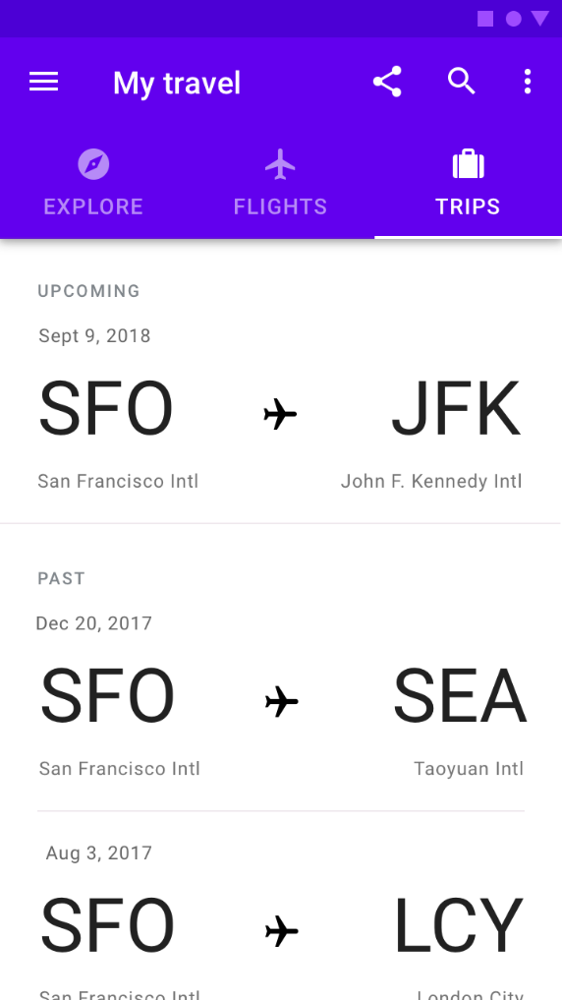 My travel
EXPLORE FLIGHTS TRIPS
UPCOMING
Sept 9, 2018
SFO JFK
San Francisco Intl John F. Kennedy Intl
PAST
Dec 20, 2017
SFO SEA
San Francisco Intl Taoyuan Intl
Aug 3, 2017
SFO LCY
San Francisco Intl London City